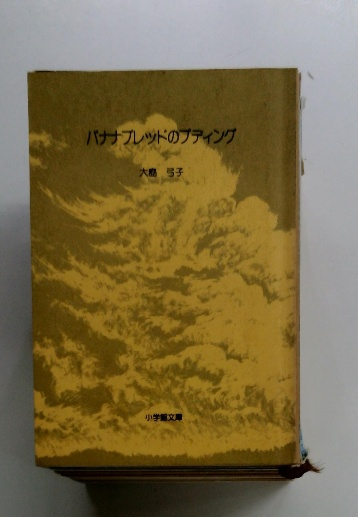 バナナブレッドのプディング
大島 弓子
小学館文庫